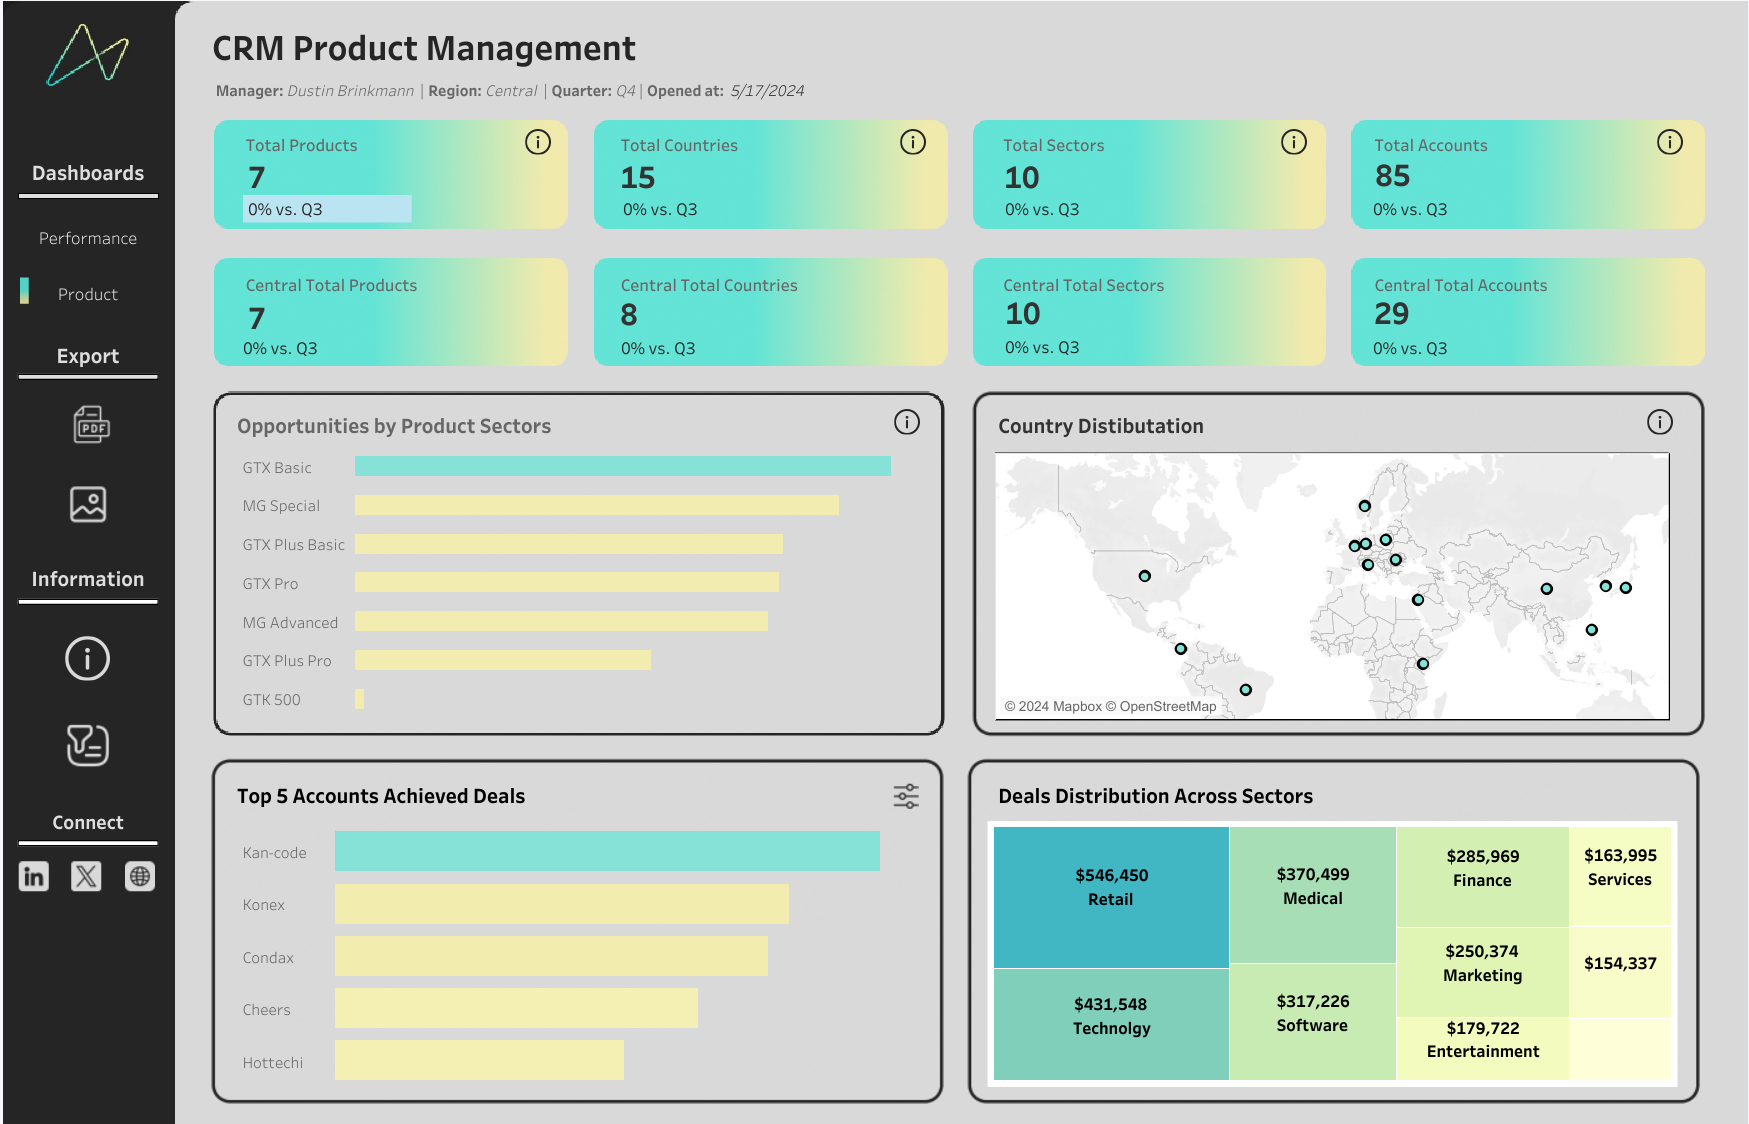 CRM Product Management
Manager: Dustin Brinkmann | Region: Central | Quarter: Q4 | Opened at: 5/17/2024
Dashboards
Performance
Product
Export
PDF
Information
Connect
in
X
Total Products
7
0% vs. Q3
Total Countries
15
0% vs. Q3
Total Sectors
10
0% vs. Q3
Total Accounts
85
0% vs. Q3
Central Total Products
7
0% vs. Q3
Central Total Countries
8
0% vs. Q3
Central Total Sectors
10
0% vs. Q3
Central Total Accounts
29
0% vs. Q3
Opportunities by Product Sectors
GTX Basic
MG Special
GTX Plus Basic
GTX Pro
MG Advanced
GTX Plus Pro
GTK 500
Country Distibutation
© 2024 Mapbox © OpenStreetMap
Top 5 Accounts Achieved Deals
Kan-code
Konex
Condax
Cheers
Hottechi
Deals Distribution Across Sectors
$546,450
Retail
$431,548
Technolgy
$370,499
Medical
$317,226
Software
$285,969
Finance
$250,374
Marketing
$179,722
Entertainment
$163,995
Services
$154,337